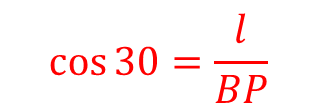 cos 30 = l/BP